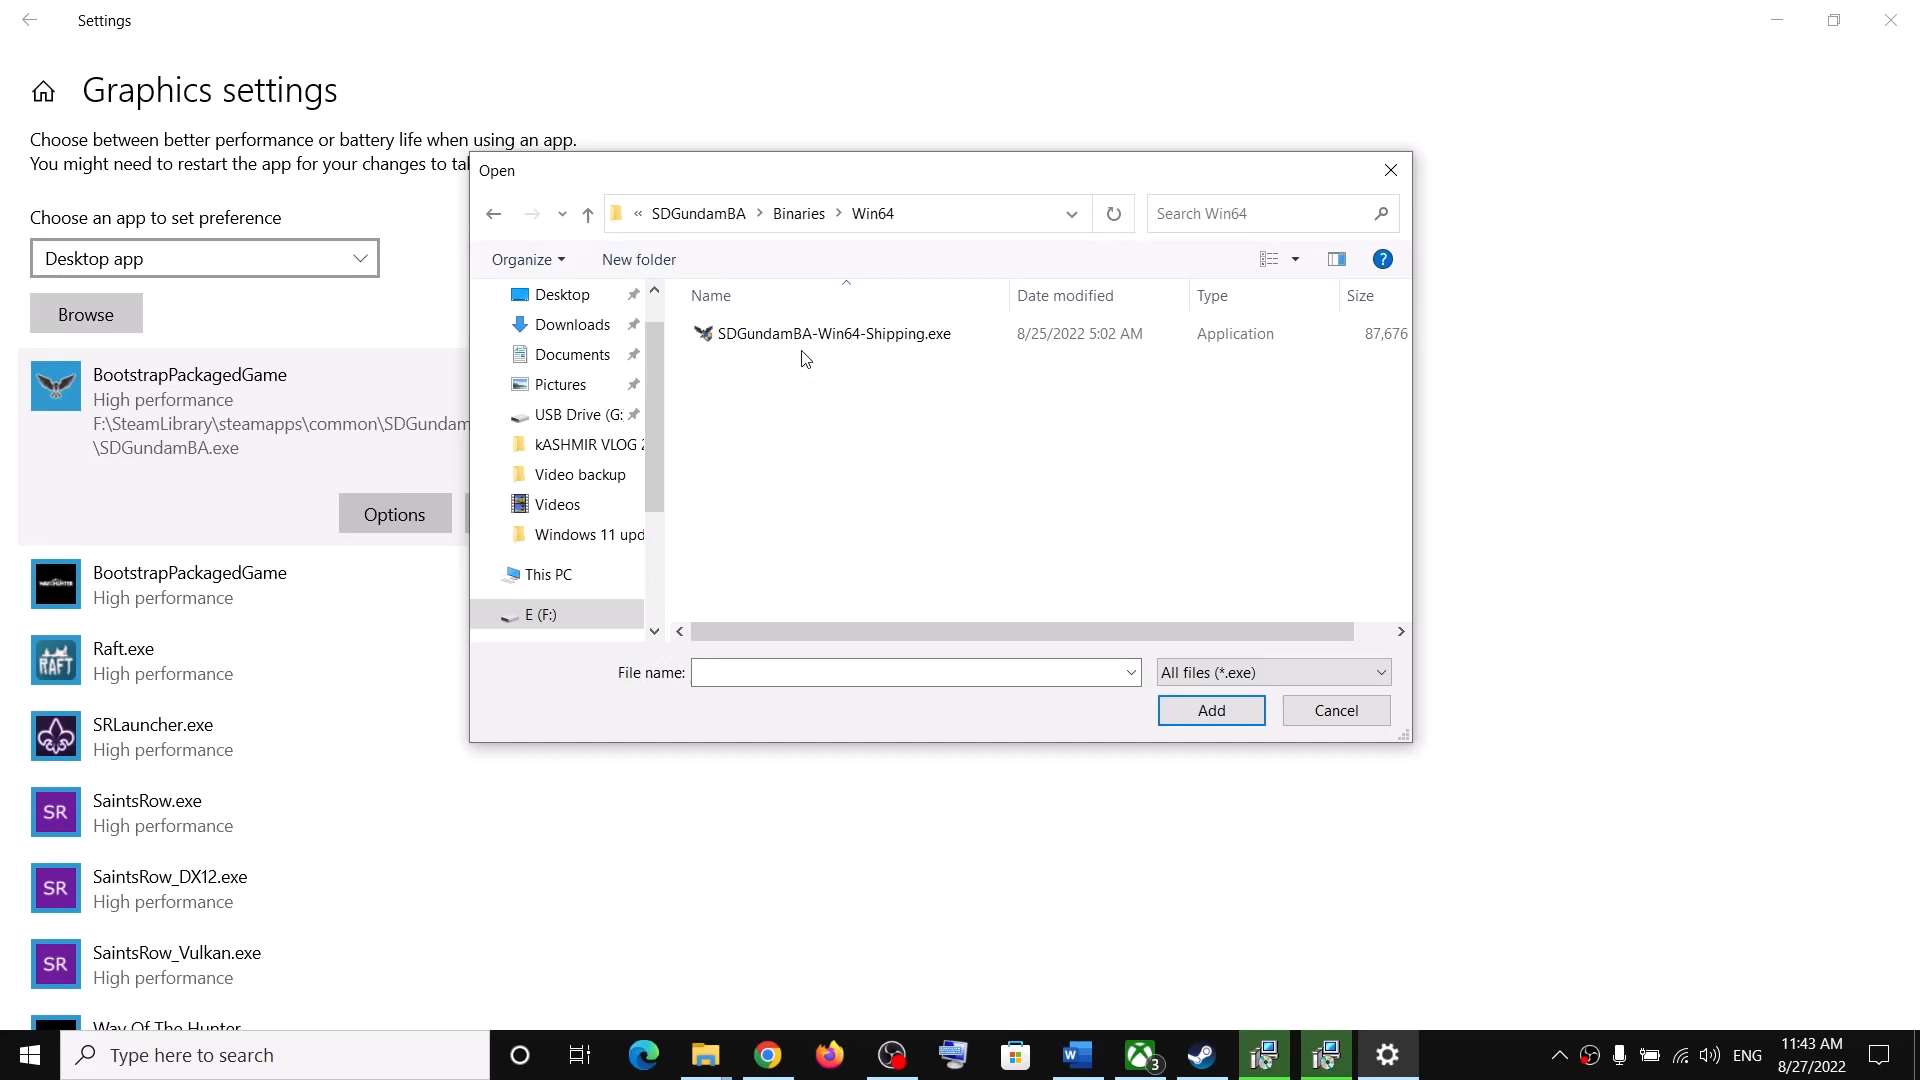 Settings
Graphics settings
Choose between better performance or battery life when using an app.
You might need to restart the app for your changes to tal
Choose an app to set preference
Desktop app
Browse
BootstrapPackagedGame
High performance
F:\SteamLibrary\steamapps\common\SDGundam
\SDGundamBA.exe
Options
BootstrapPackagedGame
High performance
Raft.exe
High performance
SRLauncher.exe
High performance
SaintsRow.exe
High performance
SaintsRow_DX12.exe
High performance
SaintsRow_Vulkan.exe
High performance
Way Of The Hunter
Open
« SDGundamBA > Binaries > Win64
Search Win64
Organize
New folder
Desktop
Downloads
Documents
Pictures
USB Drive (G:
kASHMIR VLOG 2
Video backup
Videos
Windows 11 upd
This PC
E (F:)
Name Date modified Type Size
SDGundamBA-Win64-Shipping.exe 8/25/2022 5:02 AM Application 87,676
File name:
All files (*.exe)
Add
Cancel
RAFT
SR
SR
SR
Type here to search
3
ENG
11:43 AM
8/27/2022